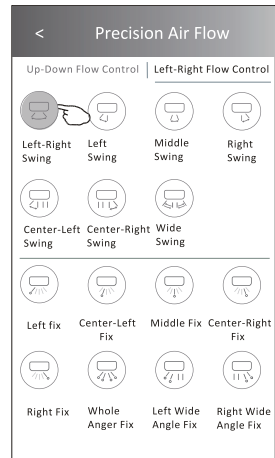 < Precision Air Flow
Up-Down Flow Control | Left-Right Flow Control
Left-Right Swing
Left Swing
Middle Swing
Right Swing
Center-Left Swing
Center-Right Swing
Wide Swing
Left fix
Center-Left Fix
Middle Fix
Center-Right Fix
Right Fix
Whole Anger Fix
Left Wide Angle Fix
Right Wide Angle Fix